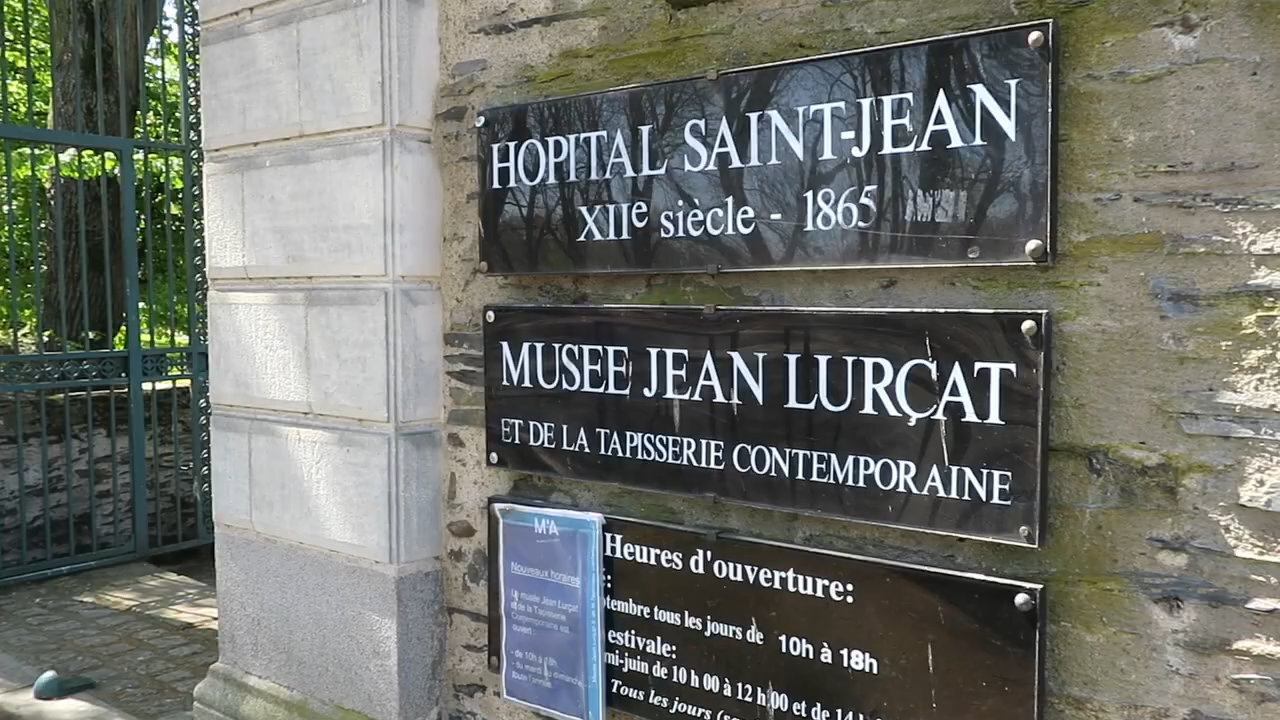 HOPITAL SAINT-JEAN
XIIe siècle - 1865
MUSEE JEAN LURÇAT
ET DE LA TAPISSERIE CONTEMPORAINE
M'A
Nouveaux horaires
Le musée Jean Lurçat
et de la Tapisserie
Contemporaine est
ouvert :
- de 10h à 18h
- du mardi au dimanche
toute l'année
Heures d'ouverture:
tembre tous les jours de 10h à 18h
estivale:
mi-juin de 10 h 00 à 12 h 00 et de 14 h
Tous les jours